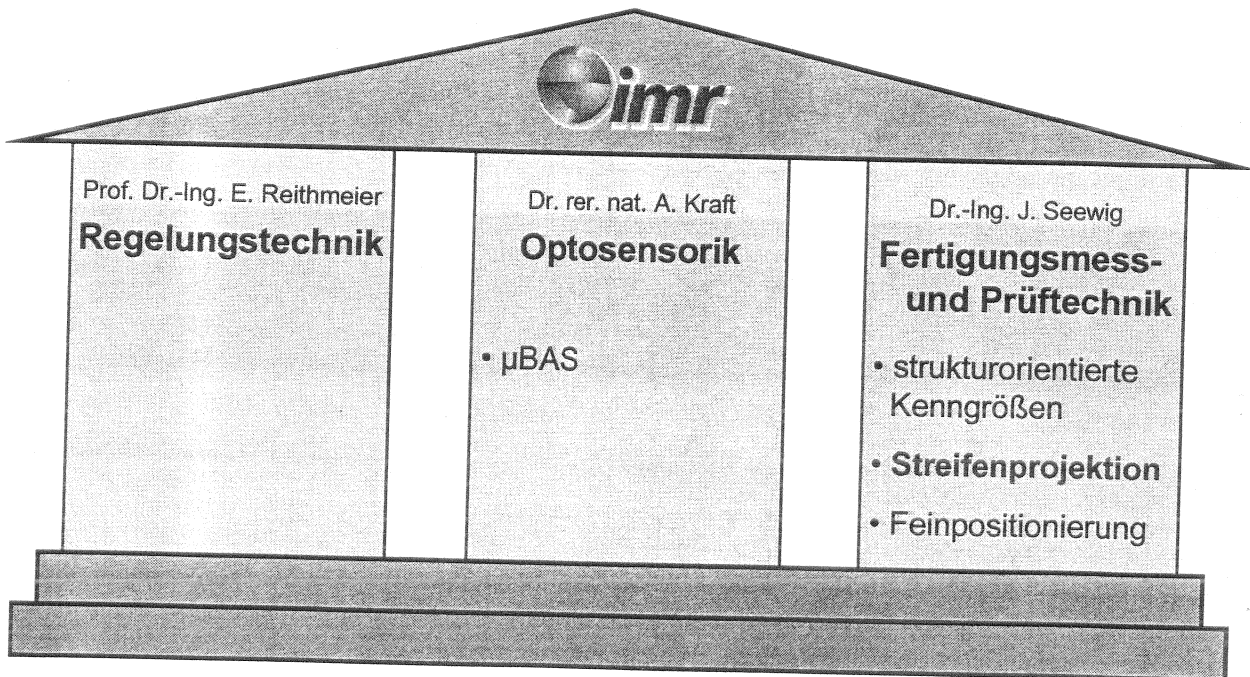 imr
Prof. Dr.-Ing. E. Reithmeier
Regelungstechnik
Dr. rer. nat. A. Kraft
Optosensorik
• µBAS
Dr.-Ing. J. Seewig
Fertigungsmess-
und Prüftechnik
• strukturorientierte
Kenngrößen
• Streifenprojektion
• Feinpositionierung